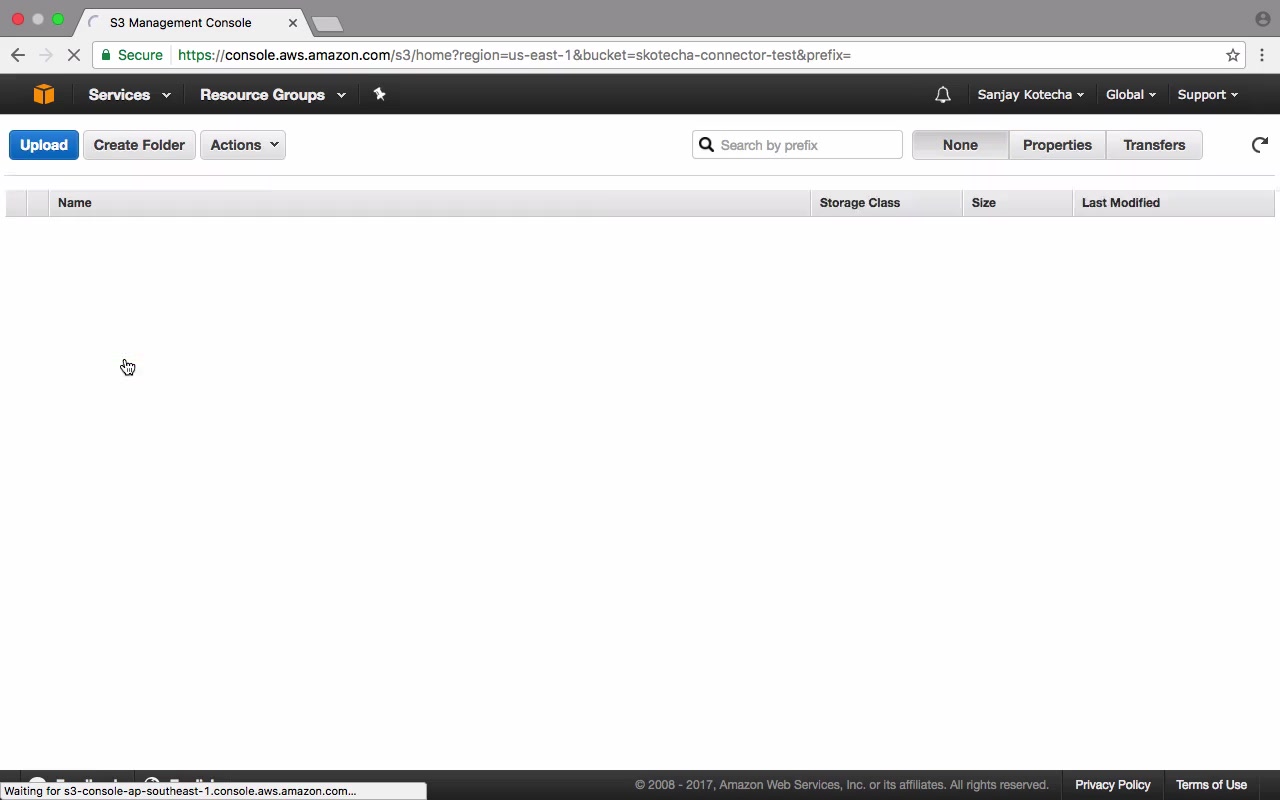 S3 Management Console
Secure https://console.aws.amazon.com/s3/home?region=us-east-1&bucket=skotecha-connector-test&prefix=
Services Resource Groups Sanjay Kotecha Global Support
Upload Create Folder Actions Search by prefix None Properties Transfers
Name Storage Class Size Last Modified
© 2008 - 2017, Amazon Web Services, Inc. or its affiliates. All rights reserved. Privacy Policy Terms of Use
Waiting for s3-console-ap-southeast-1.console.aws.amazon.com...